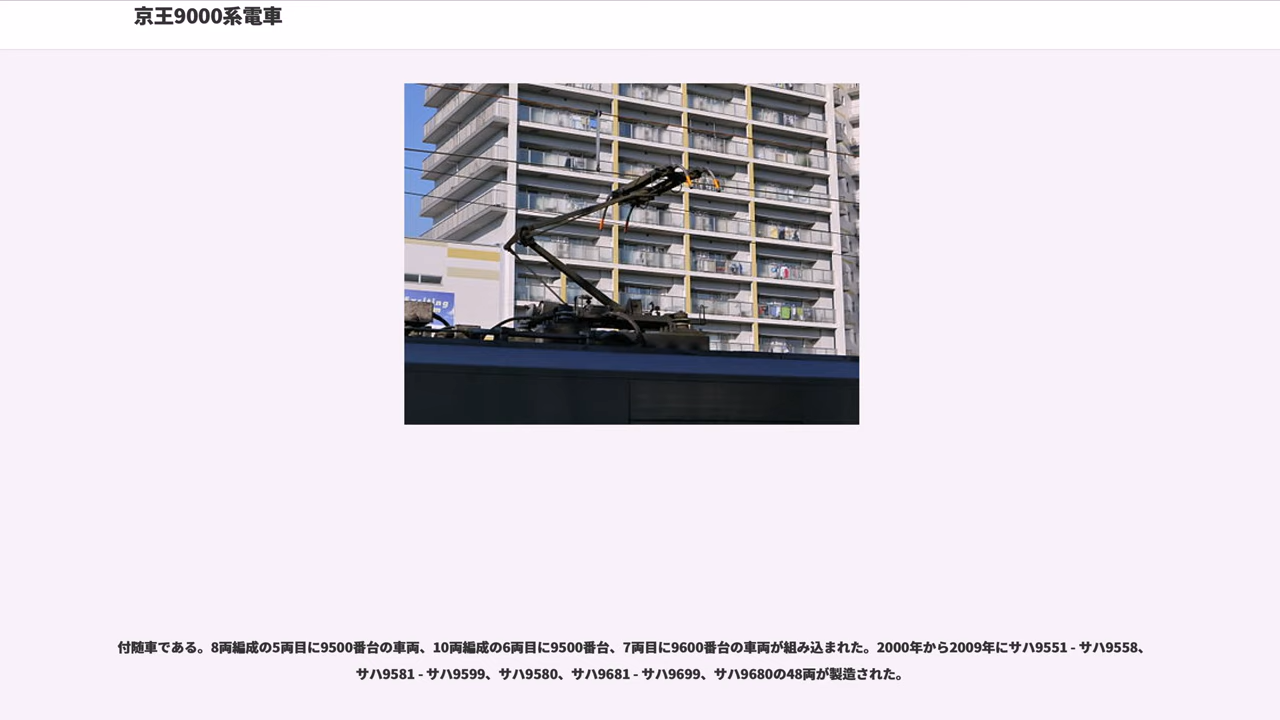 京王9000系電車
Exciting
付随車である。8両編成の5両目に9500番台の車両、10両編成の6両目に9500番台、7両目に9600番台の車両が組み込まれた。2000年から2009年にサハ9551 - サハ9558、
サハ9581 - サハ9599、サハ9580、サハ9681 - サハ9699、サハ9680の48両が製造された。